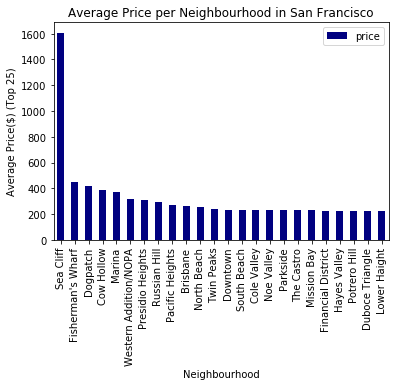 Average Price per Neighbourhood in San Francisco
price
Average Price($) (Top 25)
1600
1400
1200
1000
800
600
400
200
0
Sea Cliff
Fisherman's Wharf
Dogpatch
Cow Hollow
Marina
Western Addition/NOPA
Presidio Heights
Russian Hill
Pacific Heights
Brisbane
North Beach
Twin Peaks
Downtown
South Beach
Cole Valley
Noe Valley
Parkside
The Castro
Mission Bay
Financial District
Hayes Valley
Potrero Hill
Duboce Triangle
Lower Haight
Neighbourhood